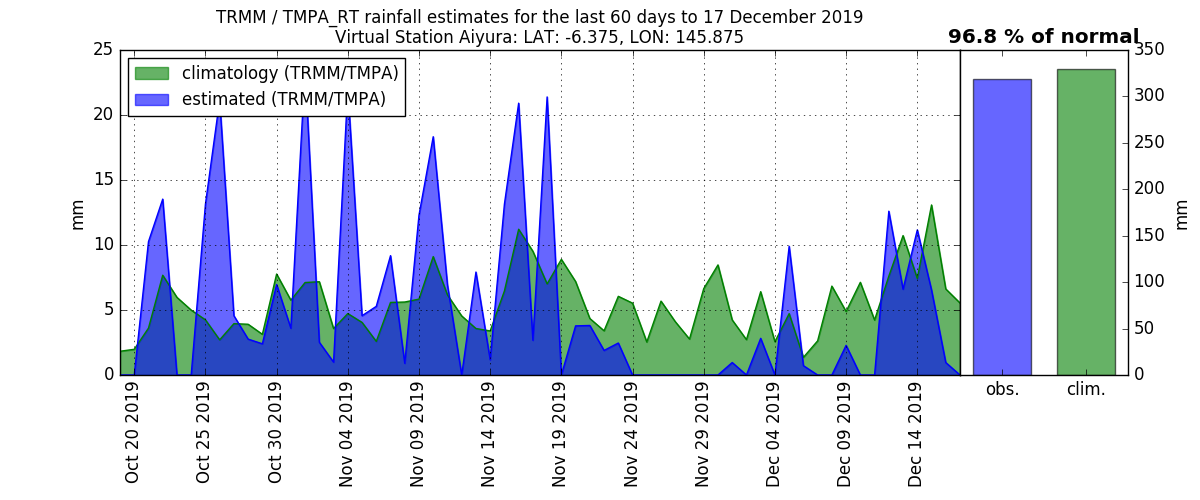 TRMM / TMPA_RT rainfall estimates for the last 60 days to 17 December 2019
Virtual Station Aiyura: LAT: -6.375, LON: 145.875
96.8 % of normal
climatology (TRMM/TMPA)
estimated (TRMM/TMPA)
25
20
15
10
5
0
mm
Oct 20 2019
Oct 25 2019
Oct 30 2019
Nov 04 2019
Nov 09 2019
Nov 14 2019
Nov 19 2019
Nov 24 2019
Nov 29 2019
Dec 04 2019
Dec 09 2019
Dec 14 2019
obs.
clim.
350
300
250
200
150
100
50
0
mm